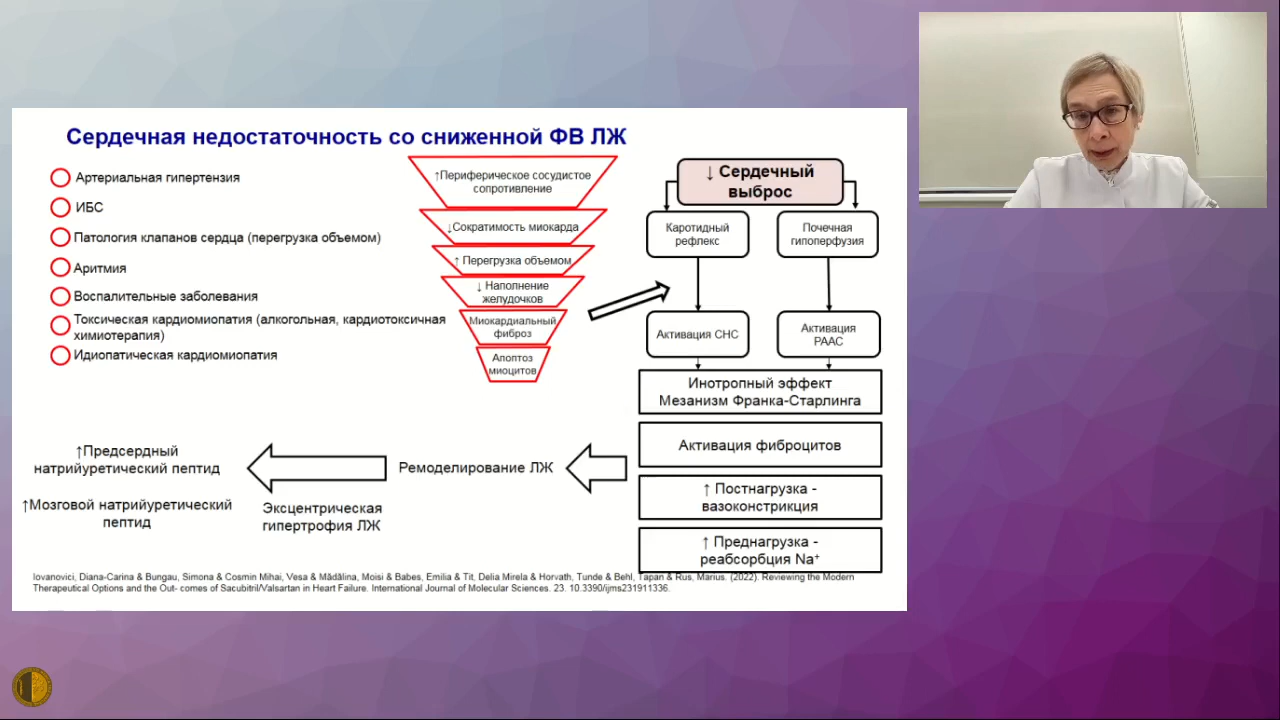 Сердечная недостаточность со сниженной ФВ ЛЖ
Артериальная гипертензия
ИБС
Патология клапанов сердца (перегрузка объемом)
Аритмия
Воспалительные заболевания
Токсическая кардиомиопатия (алкогольная, кардиотоксичная
химиотерапия)
Идиопатическая кардиомиопатия
↑Периферическое сосудистое
сопротивление
↓Сократимость миокарда
↑ Перегрузка объемом
↓ Наполнение
желудочков
Миокардиальный
фиброз
Апоптоз
миоцитов
↓ Сердечный
выброс
Каротидный
рефлекс
Почечная
гипоперфузия
Активация СНС
Активация
РААС
Инотропный эффект
Мезанизм Франка-Старлинга
Активация фиброцитов
↑ Постнагрузка -
вазоконстрикция
↑ Преднагрузка -
реабсорбция Na⁺
Ремоделирование ЛЖ
Эксцентрическая
гипертрофия ЛЖ
↑Предсердный
натрийуретический пептид
↑Мозговой натрийуретический
пептид
Iovanovici, Diana-Carina & Bungau, Simona & Cosmin Mihai, Vesa & Mădălina, Moisi & Babes, Emilia & Tit, Delia Mirela & Horvath, Tunde & Behl, Tapan & Rus, Marius. (2022). Reviewing the Modern
Therapeutical Options and the Out- comes of Sacubitril/Valsartan in Heart Failure. International Journal of Molecular Sciences. 23. 10.3390/ijms231911336.